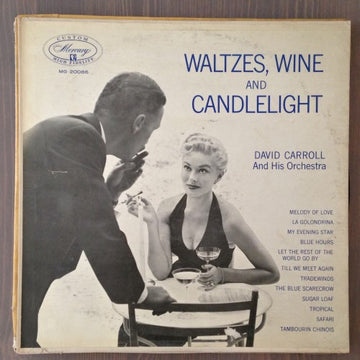 CUSTOM
Mercury
HIGH FIDELITY
MG 20086
WALTZES, WINE
AND
CANDLELIGHT
DAVID CARROLL
And His Orchestra
MELODY OF LOVE
LA GOLONDRINA
MY EVENING STAR
BLUE HOURS
LET THE REST OF THE
WORLD GO BY
TILL WE MEET AGAIN
TRADEWINDS
THE BLUE SCARECROW
SUGAR LOAF
TROPICAL
SAFARI
TAMBOURIN CHINOIS